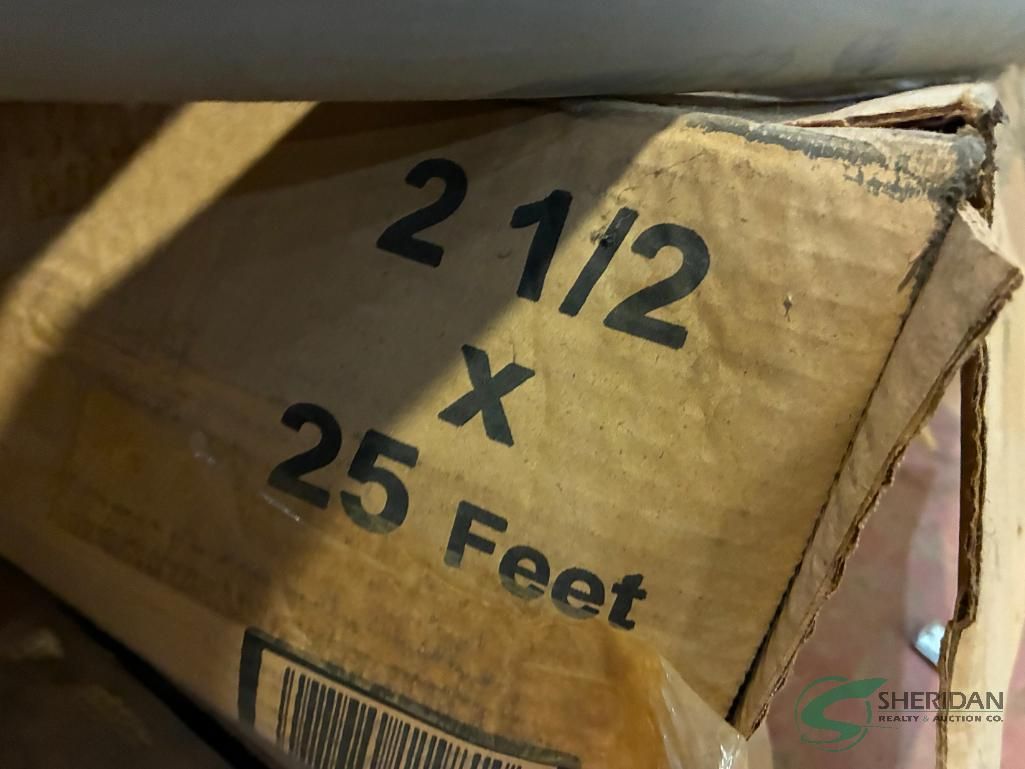 2 1/2
x
25 Feet
SHERIDAN
REALTY & AUCTION CO.